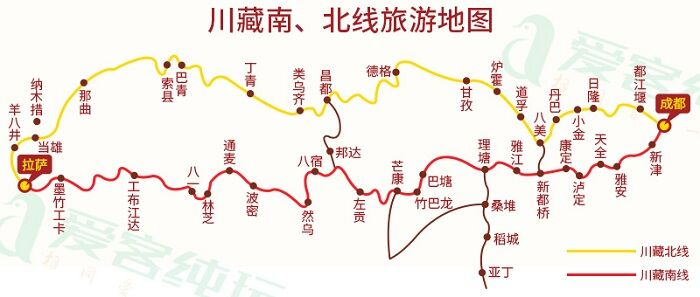 川藏南、北线旅游地图
纳木措
羊八井
当雄
拉萨
那曲
索县
巴青
丁青
类乌齐
昌都
德格
甘孜
炉霍
道孚
八美
丹巴
小金
日隆
都江堰
成都
墨竹工卡
工布江达
八一
林芝
通麦
波密
然乌
八宿
邦达
左贡
芒康
竹巴龙
巴塘
理塘
雅江
新都桥
康定
泸定
天全
雅安
新津
桑堆
稻城
亚丁
川藏北线
川藏南线
爱客纯玩
爱客纯玩